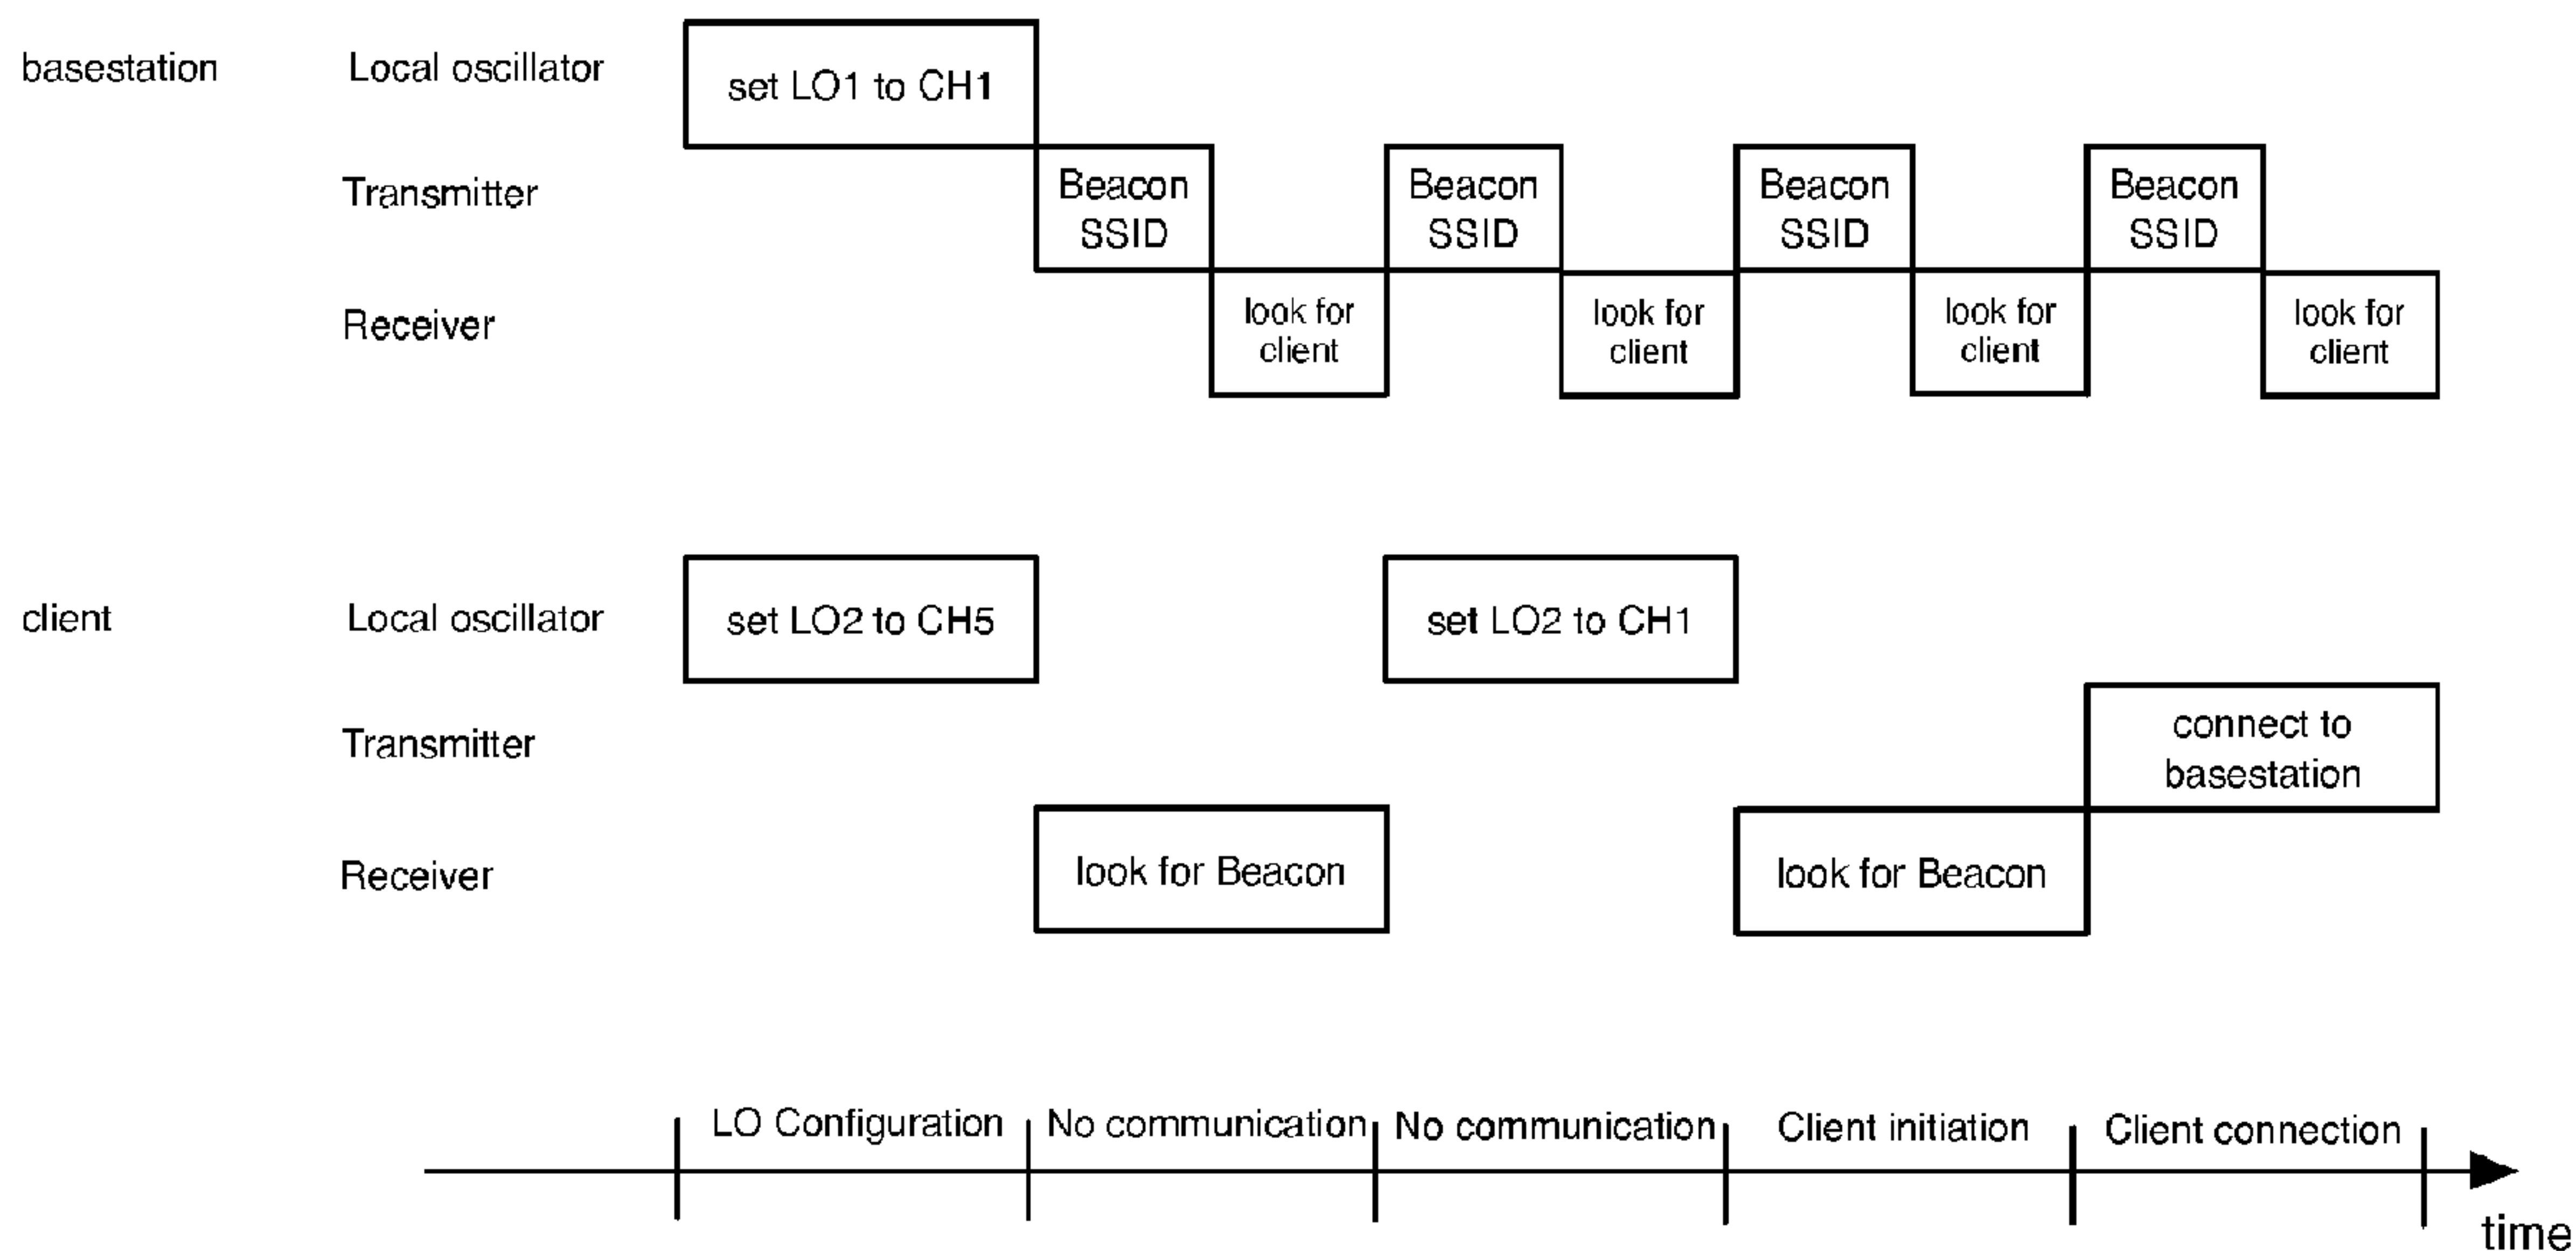 basestation
Local oscillator
set LO1 to CH1
Transmitter
Beacon
SSID
Beacon
SSID
Beacon
SSID
Beacon
SSID
Receiver
look for
client
look for
client
look for
client
look for
client
client
Local oscillator
set LO2 to CH5
set LO2 to CH1
Transmitter
connect to
basestation
Receiver
look for Beacon
look for Beacon
LO Configuration
No communication
No communication
Client initiation
Client connection
time